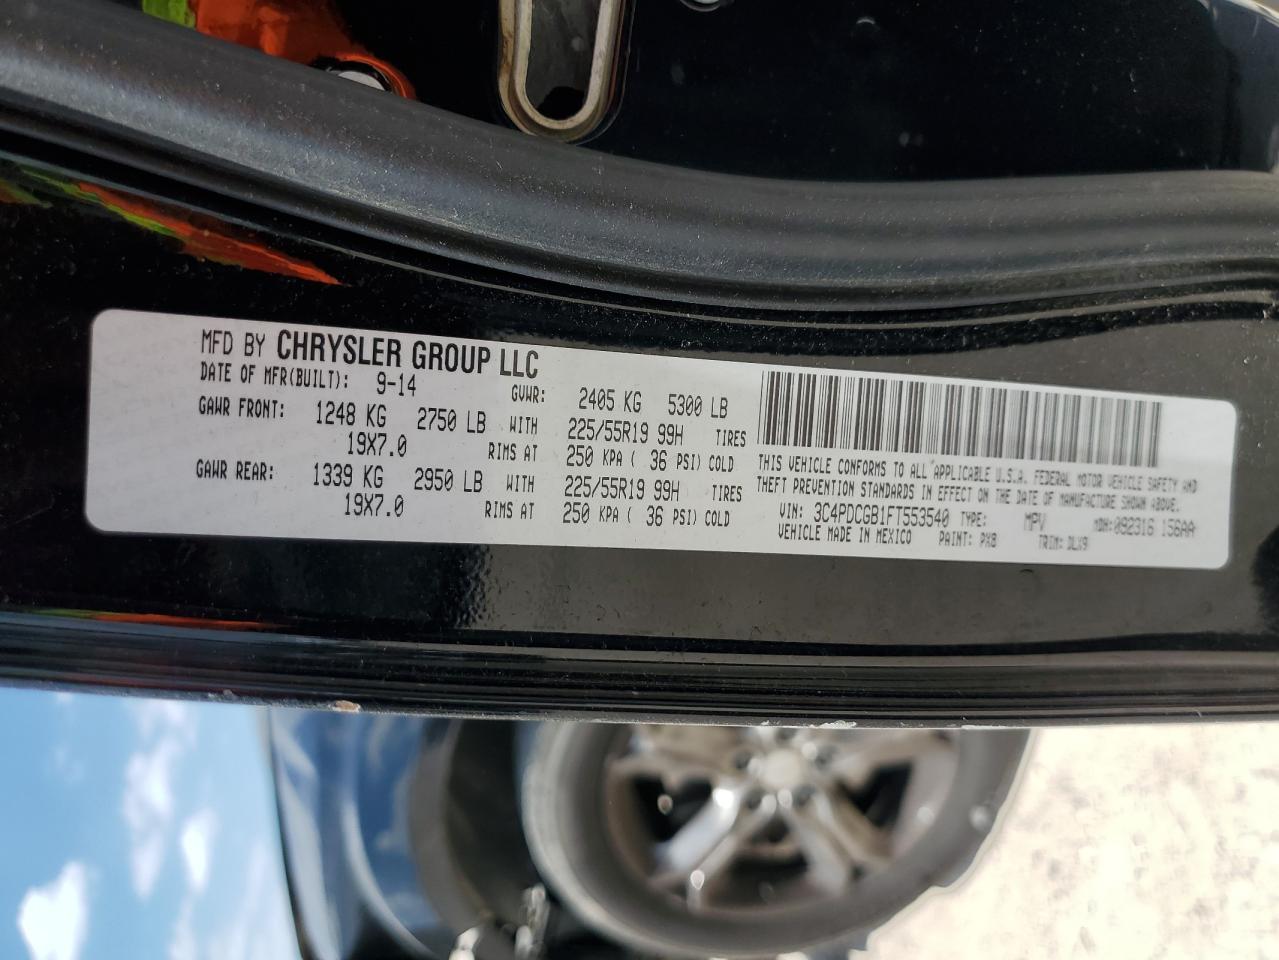 MFD BY CHRYSLER GROUP LLC
DATE OF MFR(BUILT): 9-14 GVWR: 2405 KG 5300 LB
GAWR FRONT: 1248 KG 2750 LB WITH 225/55R19 99H TIRES
19X7.0 RIMS AT 250 KPA ( 36 PSI) COLD
GAWR REAR: 1339 KG 2950 LB WITH 225/55R19 99H TIRES
19X7.0 RIMS AT 250 KPA ( 36 PSI) COLD
THIS VEHICLE CONFORMS TO ALL APPLICABLE U.S.A. FEDERAL MOTOR VEHICLE SAFETY AND
THEFT PREVENTION STANDARDS IN EFFECT ON THE DATE OF MANUFACTURE SHOWN ABOVE.
VIN: 3C4PDCGB1FT553540 TYPE: MPV MDH: 092316 156AA
VEHICLE MADE IN MEXICO PAINT: PX8 TRIM: DLX9